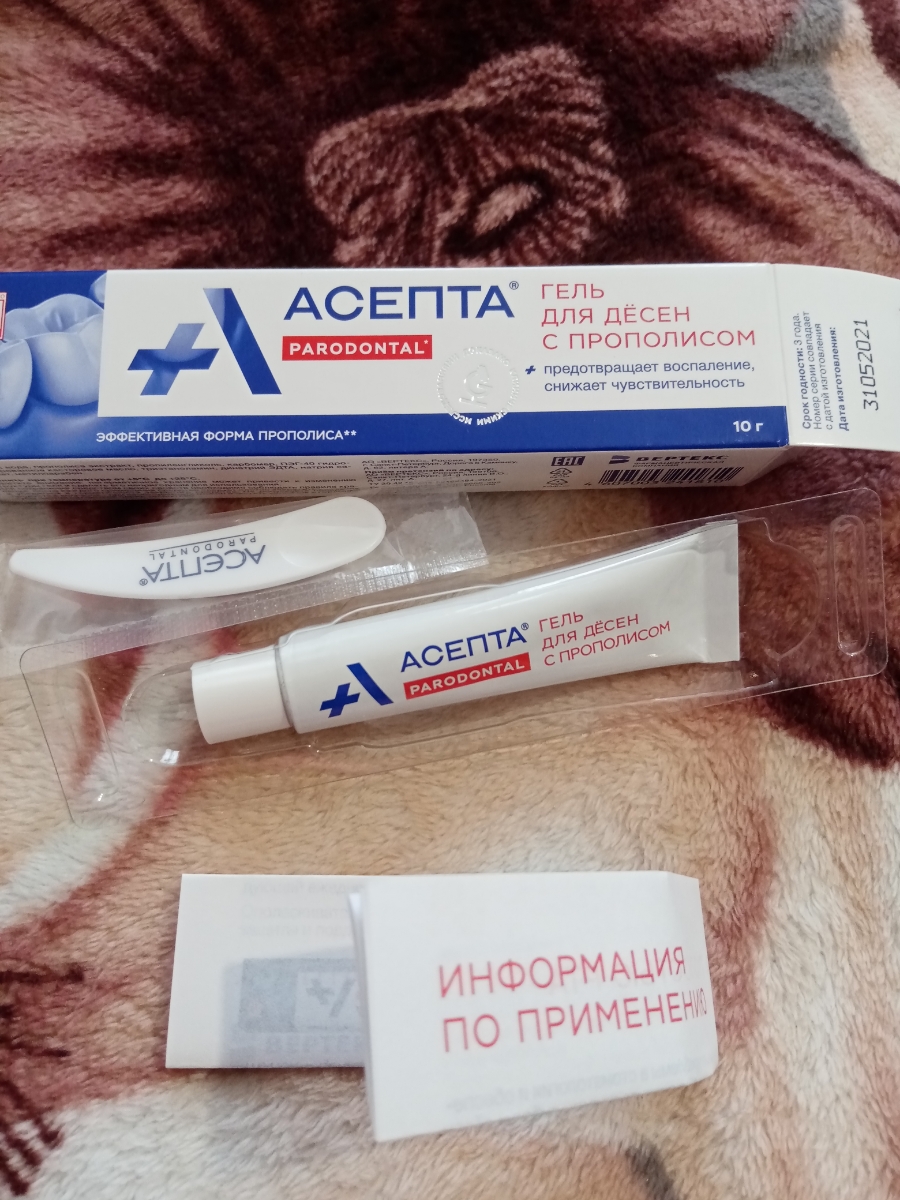 АСЕПТА®
PARODONTAL*
ГЕЛЬ
ДЛЯ ДЁСЕН
С ПРОПОЛИСОМ
+ предотвращает воспаление,
снижает чувствительность
ЭФФЕКТИВНАЯ ФОРМА ПРОПОЛИСА**
10 г
Срок годности: 3 года.
Номер серии совпадает
с датой изготовления
Дата изготовления:
31052021
EAC
ВЕРТЕКС
АСЕПТА®
PARODONTAL
АСЕПТА®
PARODONTAL
ГЕЛЬ
ДЛЯ ДЁСЕН
С ПРОПОЛИСОМ
ИНФОРМАЦИЯ
ПО ПРИМЕНЕНИЮ